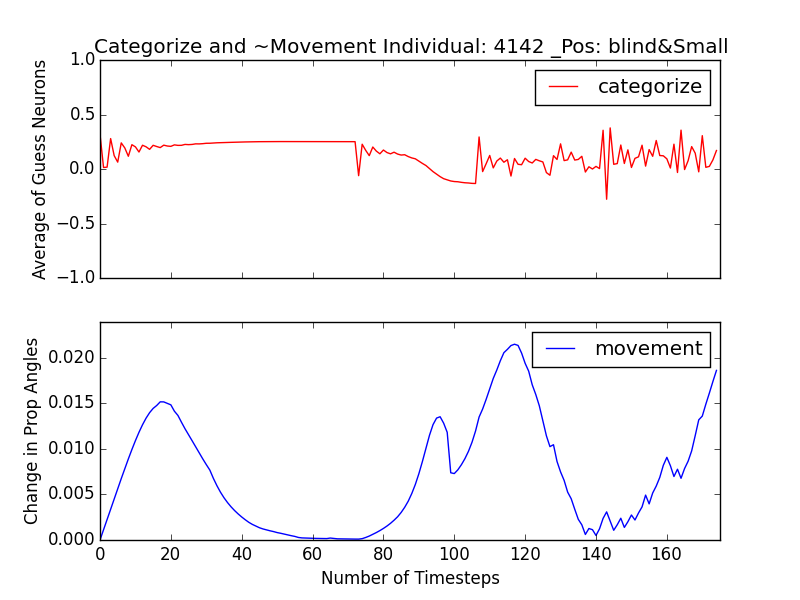 Categorize and ~Movement Individual: 4142 _Pos: blind&Small
1.0
0.5
0.0
−0.5
−1.0
Average of Guess Neurons
categorize
0.020
0.015
0.010
0.005
0.000
Change in Prop Angles
movement
0 20 40 60 80 100 120 140 160
Number of Timesteps